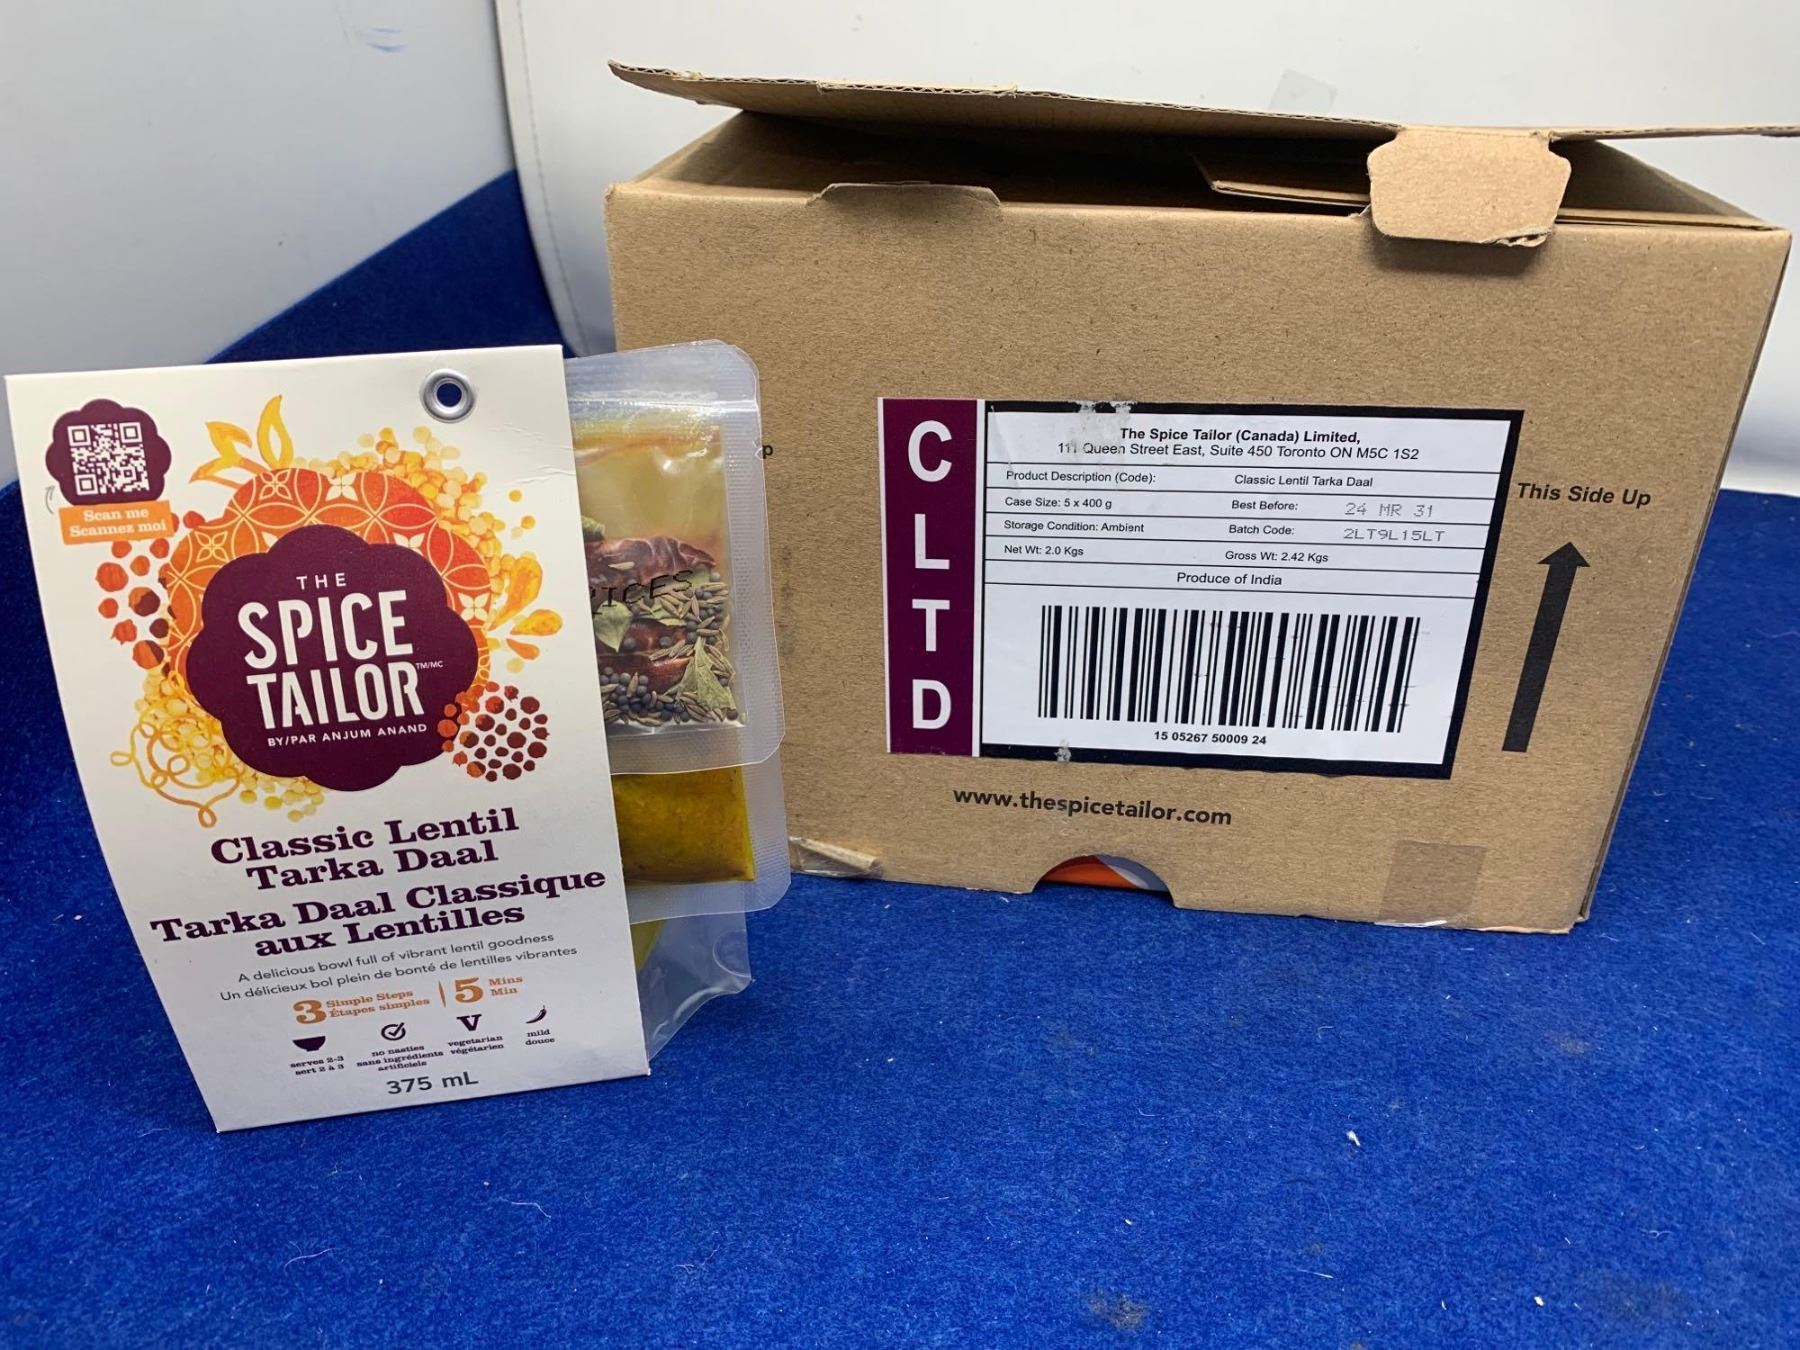 Scan me
Scannez moi
THE
SPICE
TAILOR TM/MC
BY/PAR ANJUM ANAND
Classic Lentil
Tarka Daal
Tarka Daal Classique
aux Lentilles
A delicious bowl full of vibrant lentil goodness
Un délicieux bol plein de bonté de lentilles vibrantes
3 Simple Steps
Étapes simples
5 Mins
Min
serves 2-3
sert 2 à 3
no nasties
sans ingrédients
artificiels
V
vegetarian
végétarien
mild
douce
375 mL
p
C
L
T
D
The Spice Tailor (Canada) Limited,
111 Queen Street East, Suite 450 Toronto ON M5C 1S2
Product Description (Code): Classic Lentil Tarka Daal
Case Size: 5 x 400 g Best Before: 24 MR 31
Storage Condition: Ambient Batch Code: 2LT9L15LT
Net Wt: 2.0 Kgs Gross Wt: 2.42 Kgs
Produce of India
15 05267 50009 24
This Side Up
www.thespicetailor.com